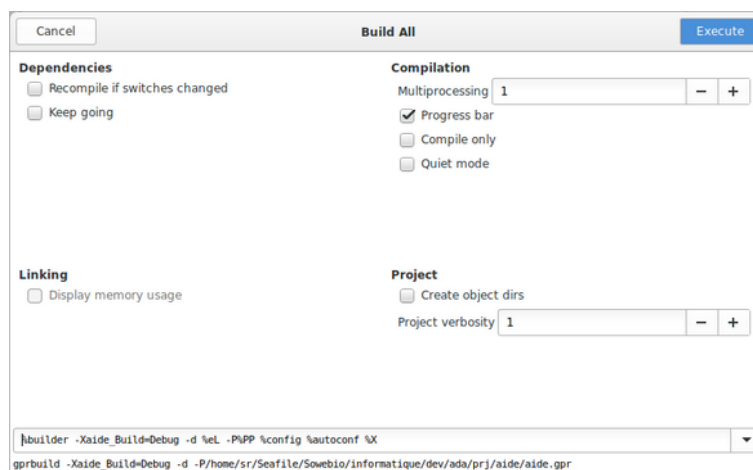 Cancel Build All Execute
Dependencies
Recompile if switches changed
Keep going
Compilation
Multiprocessing 1 − +
Progress bar
Compile only
Quiet mode
Linking
Display memory usage
Project
Create object dirs
Project verbosity 1 − +
%builder -Xaide_Build=Debug -d %eL -P%PP %config %autoconf %X
gprbuild -Xaide_Build=Debug -d -P/home/sr/Seafile/Sowebio/informatique/dev/ada/prj/aide/aide.gpr